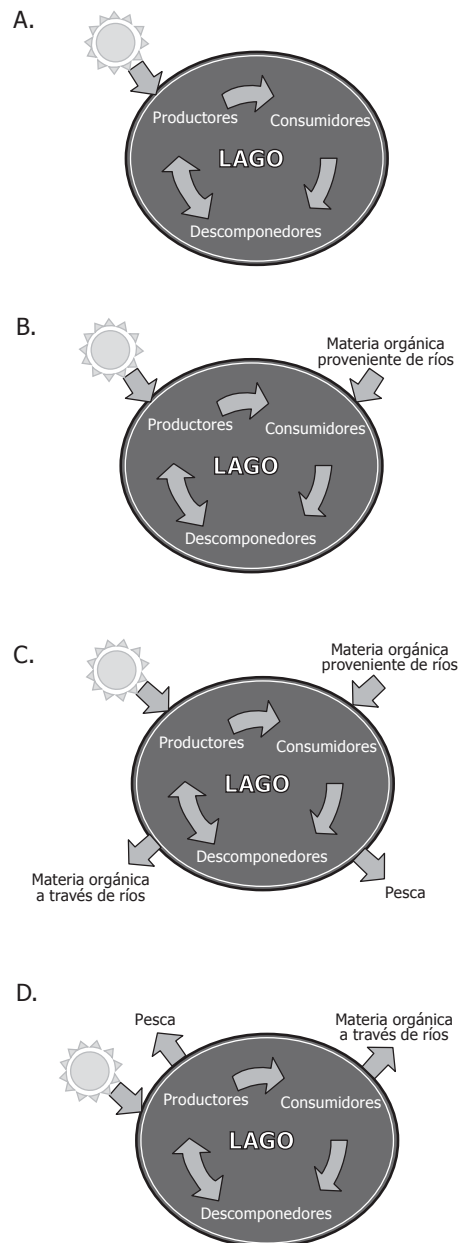 A.
Productores
Consumidores
LAGO
Descomponedores
B.
Materia orgánica
proveniente de ríos
Productores
Consumidores
LAGO
Descomponedores
C.
Materia orgánica
proveniente de ríos
Productores
Consumidores
LAGO
Descomponedores
Materia orgánica
a través de ríos
Pesca
D.
Pesca
Materia orgánica
a través de ríos
Productores
Consumidores
LAGO
Descomponedores